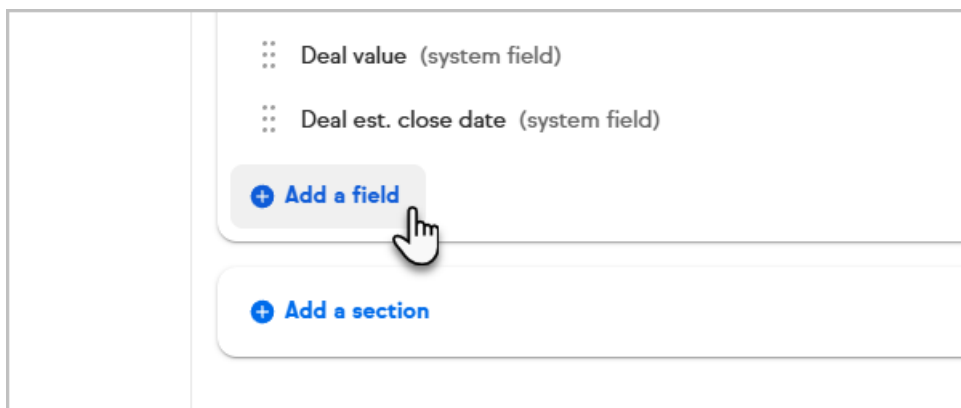 Deal value (system field)
Deal est. close date (system field)
Add a field
Add a section